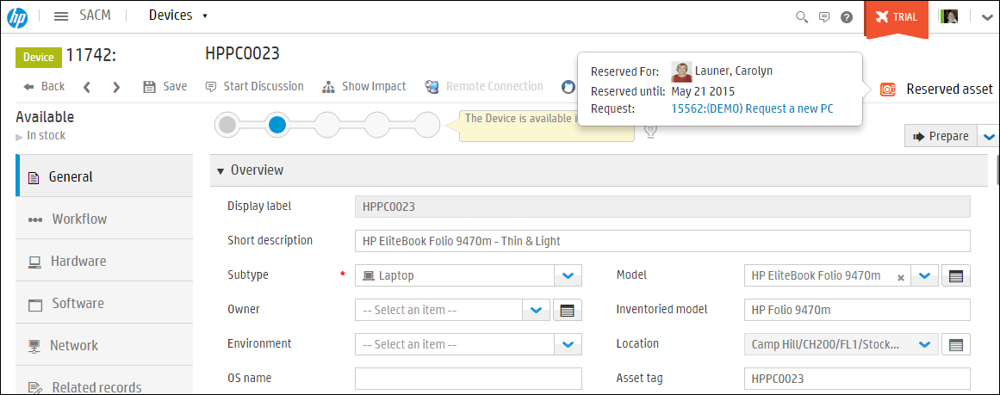 hp SACM Devices TRIAL
Device 11742: HPPC0023
Reserved For: Launer, Carolyn
Reserved until: May 21 2015
Request: 15562:(DEMO) Request a new PC
Reserved asset
Back Save Start Discussion Show Impact Remote Connection
Available
In stock
The Device is available i
Prepare
General
Workflow
Hardware
Software
Network
Related records
Overview
Display label HPPC0023
Short description HP EliteBook Folio 9470m - Thin & Light
Subtype * Laptop Model HP EliteBook Folio 9470m
Owner -- Select an item -- Inventoried model HP Folio 9470m
Environment -- Select an item -- Location Camp Hill/CH200/FL1/Stock...
OS name Asset tag HPPC0023